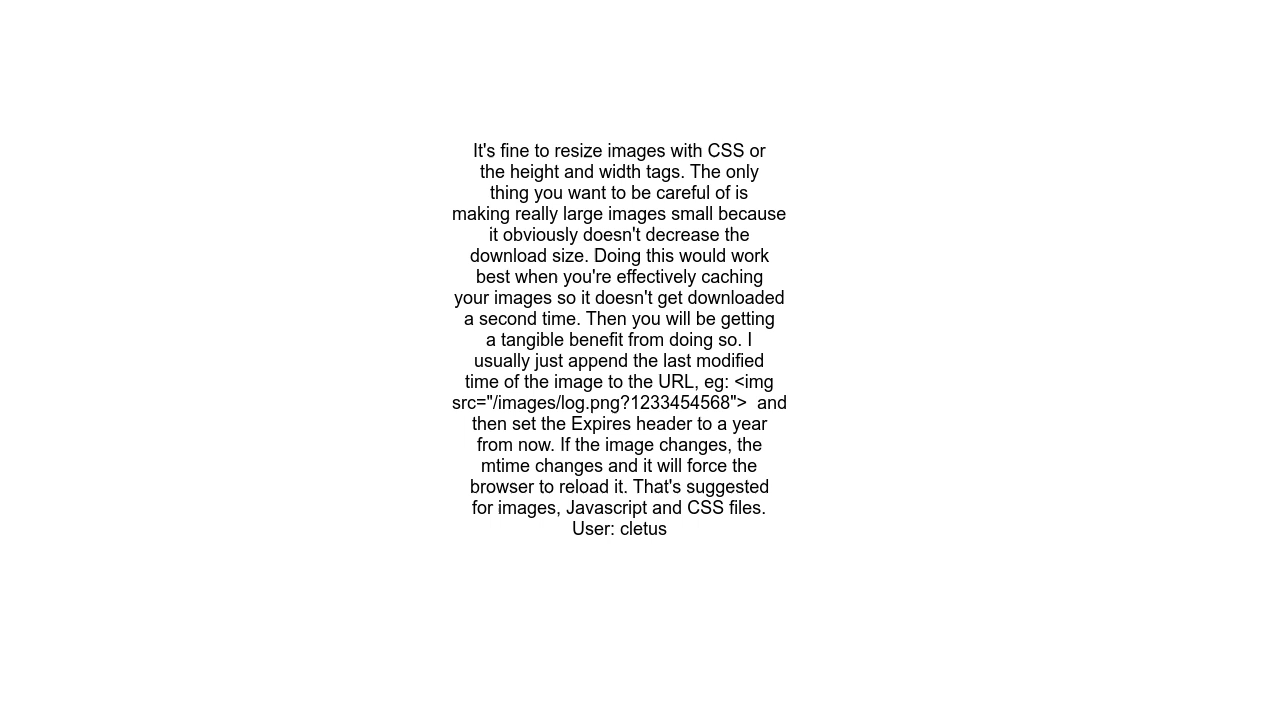 It's fine to resize images with CSS or
the height and width tags. The only
thing you want to be careful of is
making really large images small because
it obviously doesn't decrease the
download size. Doing this would work
best when you're effectively caching
your images so it doesn't get downloaded
a second time. Then you will be getting
a tangible benefit from doing so. I
usually just append the last modified
time of the image to the URL, eg: <img
src="/images/log.png?1233454568">  and
then set the Expires header to a year
from now. If the image changes, the
mtime changes and it will force the
browser to reload it. That's suggested
for images, Javascript and CSS files.
User: cletus